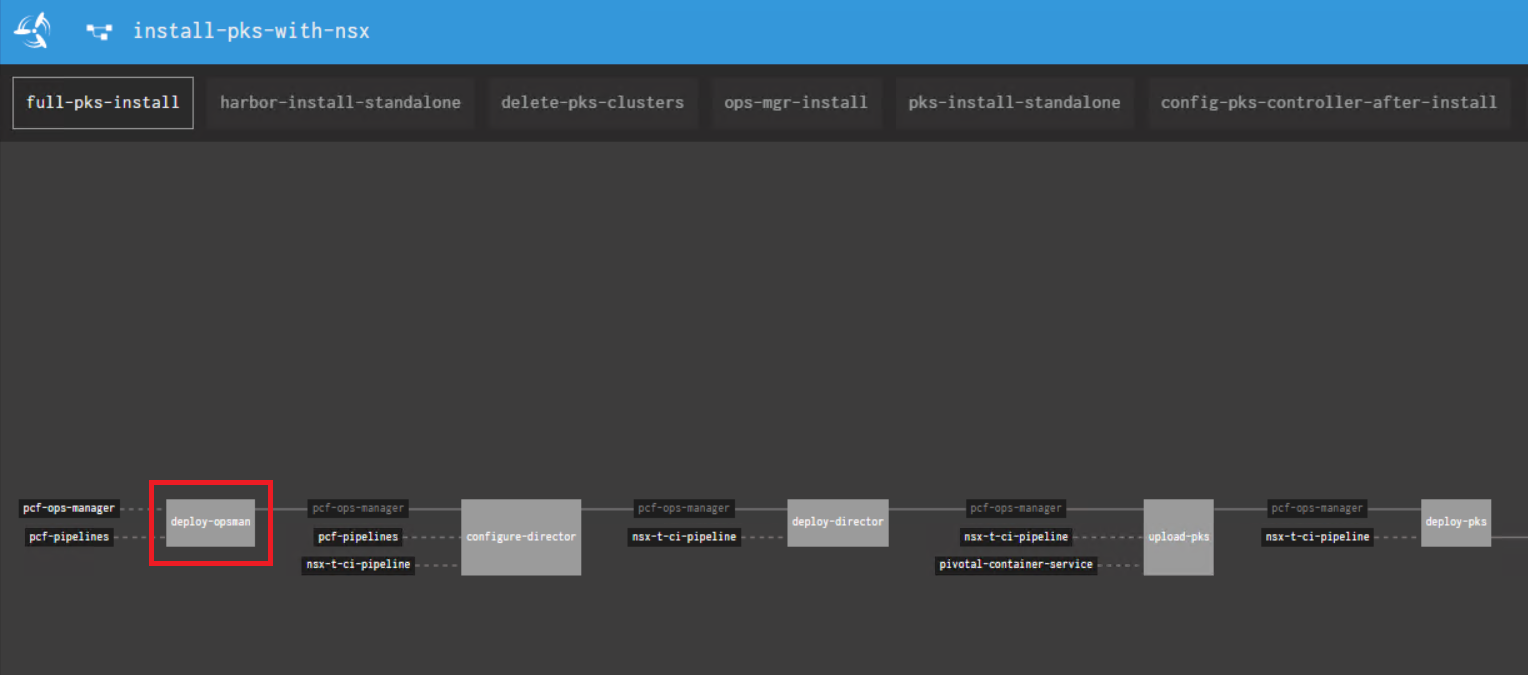 install-pks-with-nsx
full-pks-install harbor-install-standalone delete-pks-clusters ops-mgr-install pks-install-standalone config-pks-controller-after-install
pcf-ops-manager pcf-ops-manager pcf-ops-manager pcf-ops-manager pcf-ops-manager
deploy-opsman deploy-director deploy-pks
pcf-pipelines pcf-pipelines configure-director nsx-t-ci-pipeline nsx-t-ci-pipeline upload-pks nsx-t-ci-pipeline
nsx-t-ci-pipeline pivotal-container-service